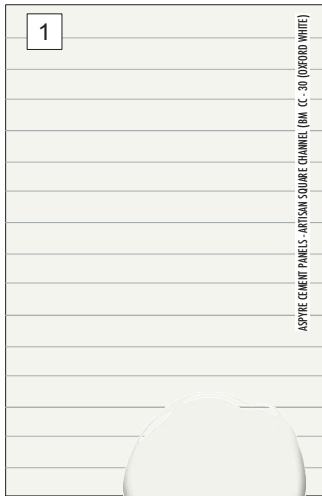 1
ASPYRE CEMENT PANELS - ARTISAN SQUARE CHANNEL (BM CC - 30 (OXFORD WHITE)